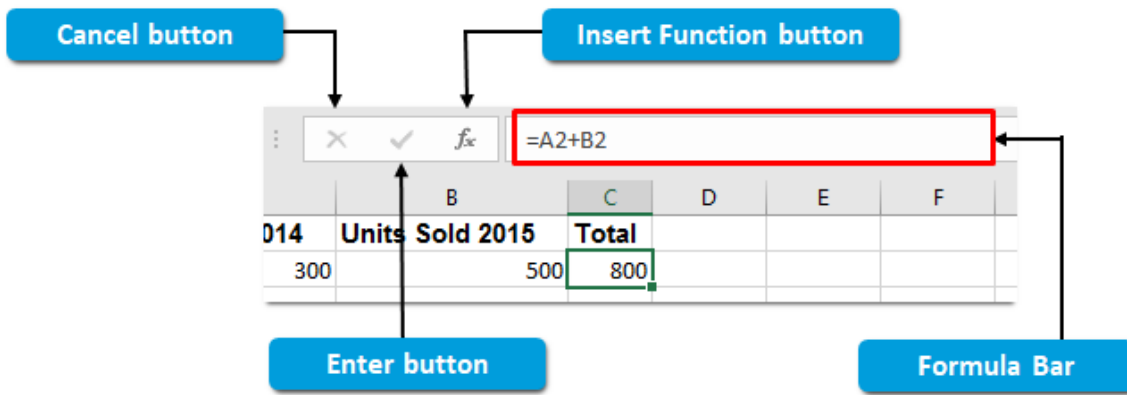 Cancel button
Insert Function button
fx =A2+B2
B C D E F
014 Units Sold 2015 Total
300 500 800
Enter button
Formula Bar